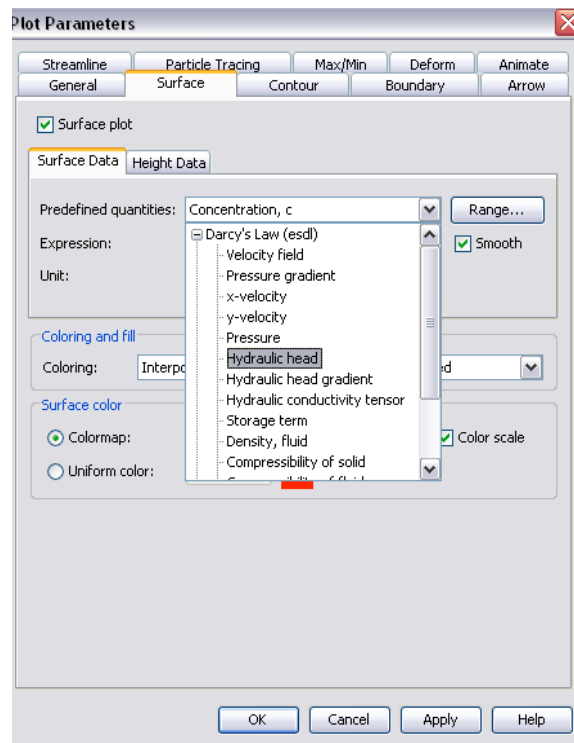 Plot Parameters
Streamline Particle Tracing Max/Min Deform Animate
General Surface Contour Boundary Arrow
Surface plot
Surface Data Height Data
Predefined quantities: Concentration, c Range...
Darcy's Law (esdl)
Expression: Smooth
Velocity field
Unit: Pressure gradient
x-velocity
y-velocity
Coloring and fill Pressure
Hydraulic head
Coloring: Interpo ed
Hydraulic head gradient
Surface color Hydraulic conductivity tensor
Storage term
Colormap: Color scale
Density, fluid
Uniform color: Compressibility of solid
OK Cancel Apply Help